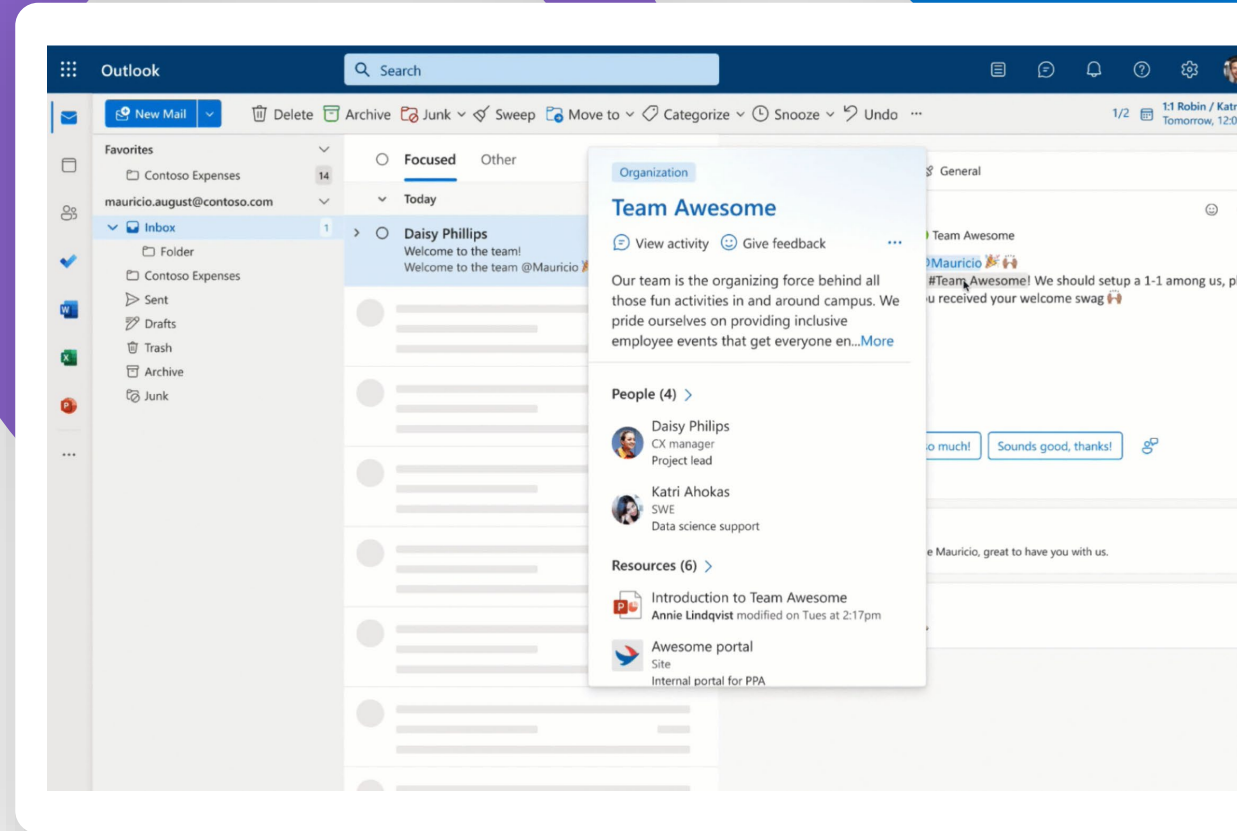 Outlook
Search
1/2
1:1 Robin / Katr
Tomorrow, 12:0
New Mail
Delete
Archive
Junk
Sweep
Move to
Categorize
Snooze
Undo
Favorites
Contoso Expenses 14
mauricio.august@contoso.com
Inbox 1
Folder
Contoso Expenses
Sent
Drafts
Trash
Archive
Junk
Focused
Other
Today
Daisy Phillips
Welcome to the team!
Welcome to the team @Mauricio
Organization
Team Awesome
View activity
Give feedback
Our team is the organizing force behind all
those fun activities in and around campus. We
pride ourselves on providing inclusive
employee events that get everyone en...More
People (4)
Daisy Philips
CX manager
Project lead
Katri Ahokas
SWE
Data science support
Resources (6)
Introduction to Team Awesome
Annie Lindqvist modified on Tues at 2:17pm
Awesome portal
Site
Internal portal for PPA
General
Team Awesome
@Mauricio
#Team Awesome! We should setup a 1-1 among us, pl
u received your welcome swag
so much!
Sounds good, thanks!
e Mauricio, great to have you with us.